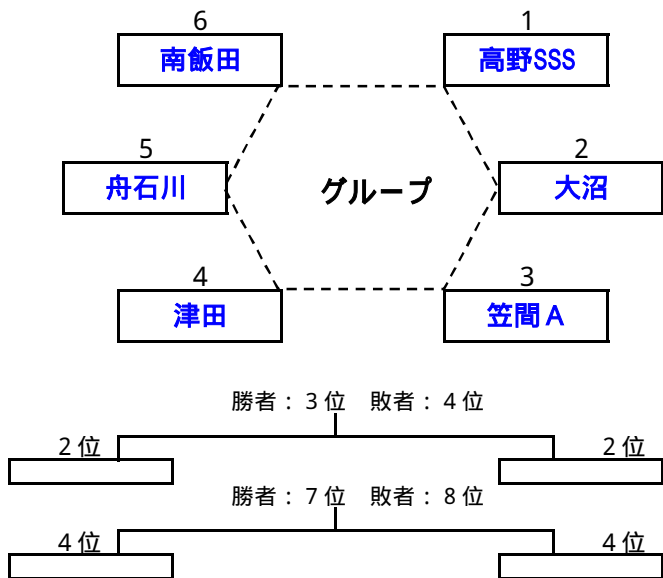 6 1
南飯田 高野SSS
5 2
舟石川 グループ 大沼
4 3
津田 笠間A
勝者:3位 敗者:4位
2位 2位
勝者:7位 敗者:8位
4位 4位